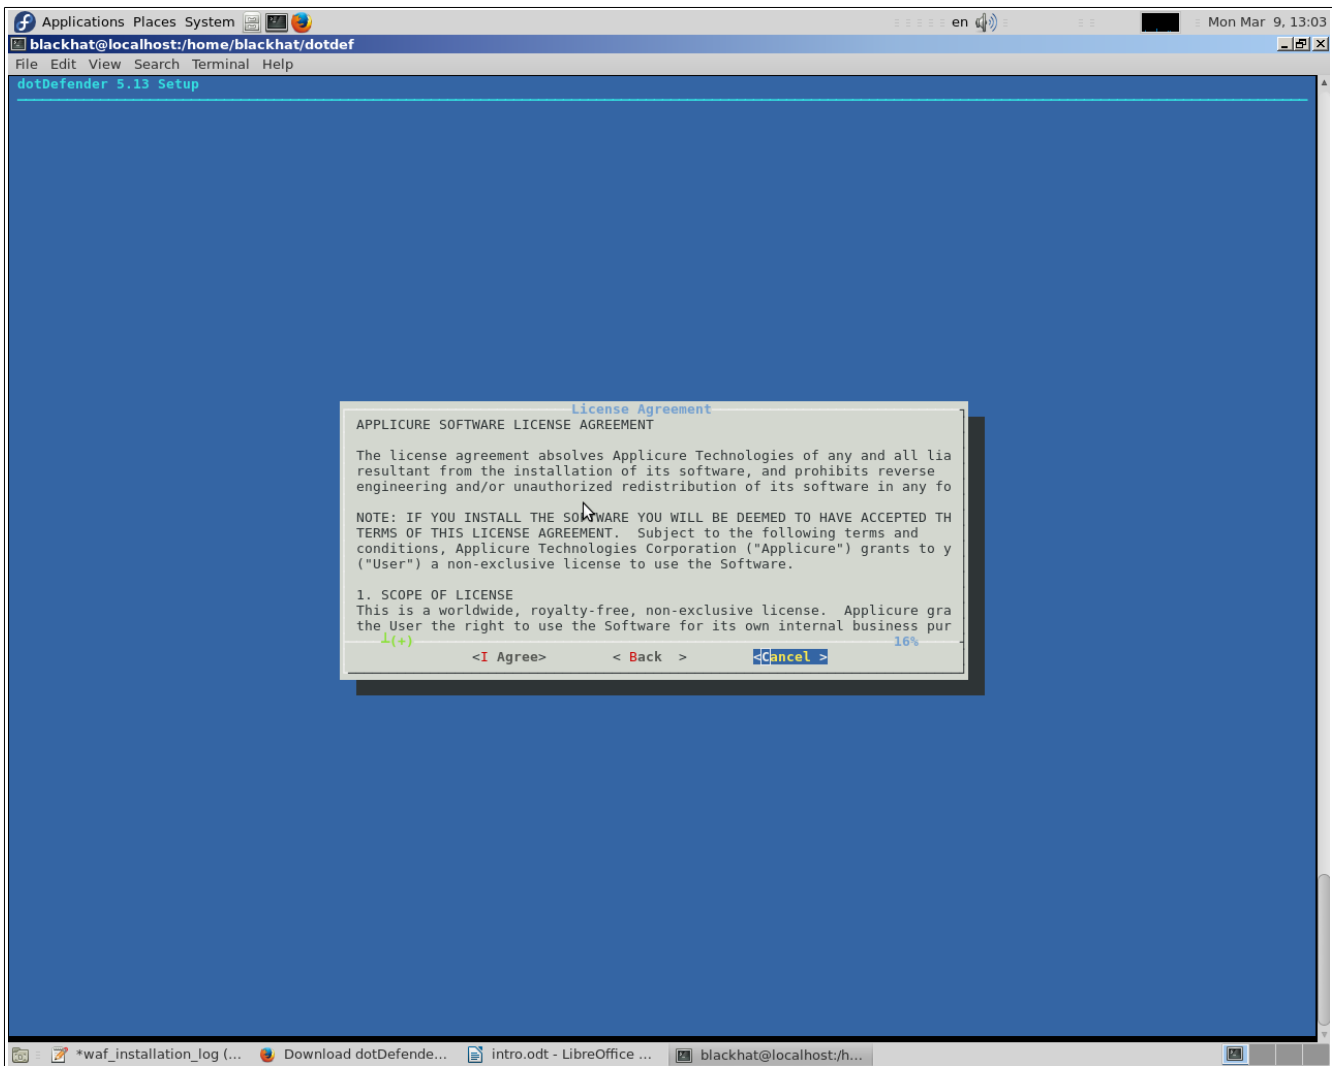 Applications Places System en Mon Mar 9, 13:03
blackhat@localhost:/home/blackhat/dotdef
File Edit View Search Terminal Help
dotDefender 5.13 Setup
License Agreement
APPLICURE SOFTWARE LICENSE AGREEMENT
The license agreement absolves Applicure Technologies of any and all lia
resultant from the installation of its software, and prohibits reverse
engineering and/or unauthorized redistribution of its software in any fo
NOTE: IF YOU INSTALL THE SOFTWARE YOU WILL BE DEEMED TO HAVE ACCEPTED TH
TERMS OF THIS LICENSE AGREEMENT.  Subject to the following terms and
conditions, Applicure Technologies Corporation ("Applicure") grants to y
("User") a non-exclusive license to use the Software.
1. SCOPE OF LICENSE
This is a worldwide, royalty-free, non-exclusive license.  Applicure gra
the User the right to use the Software for its own internal business pur
┴(+) 16%
<I Agree> < Back > <Cancel >
*waf_installation_log (... Download dotDefende... intro.odt - LibreOffice ... blackhat@localhost:/h...